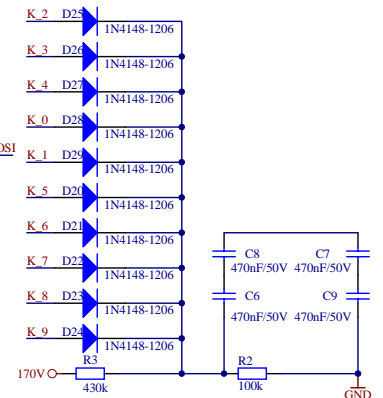 K_2 D25
1N4148-1206
K_3 D26
1N4148-1206
K_4 D27
1N4148-1206
K_0 D28
1N4148-1206
OSI
K_1 D29
1N4148-1206
K_5 D20
1N4148-1206
K_6 D21
1N4148-1206
K_7 D22
1N4148-1206
K_8 D23
1N4148-1206
K_9 D24
1N4148-1206
C8 C7
470nF/50V 470nF/50V
C6 C9
470nF/50V 470nF/50V
R3 R2
170V
430k 100k
GND